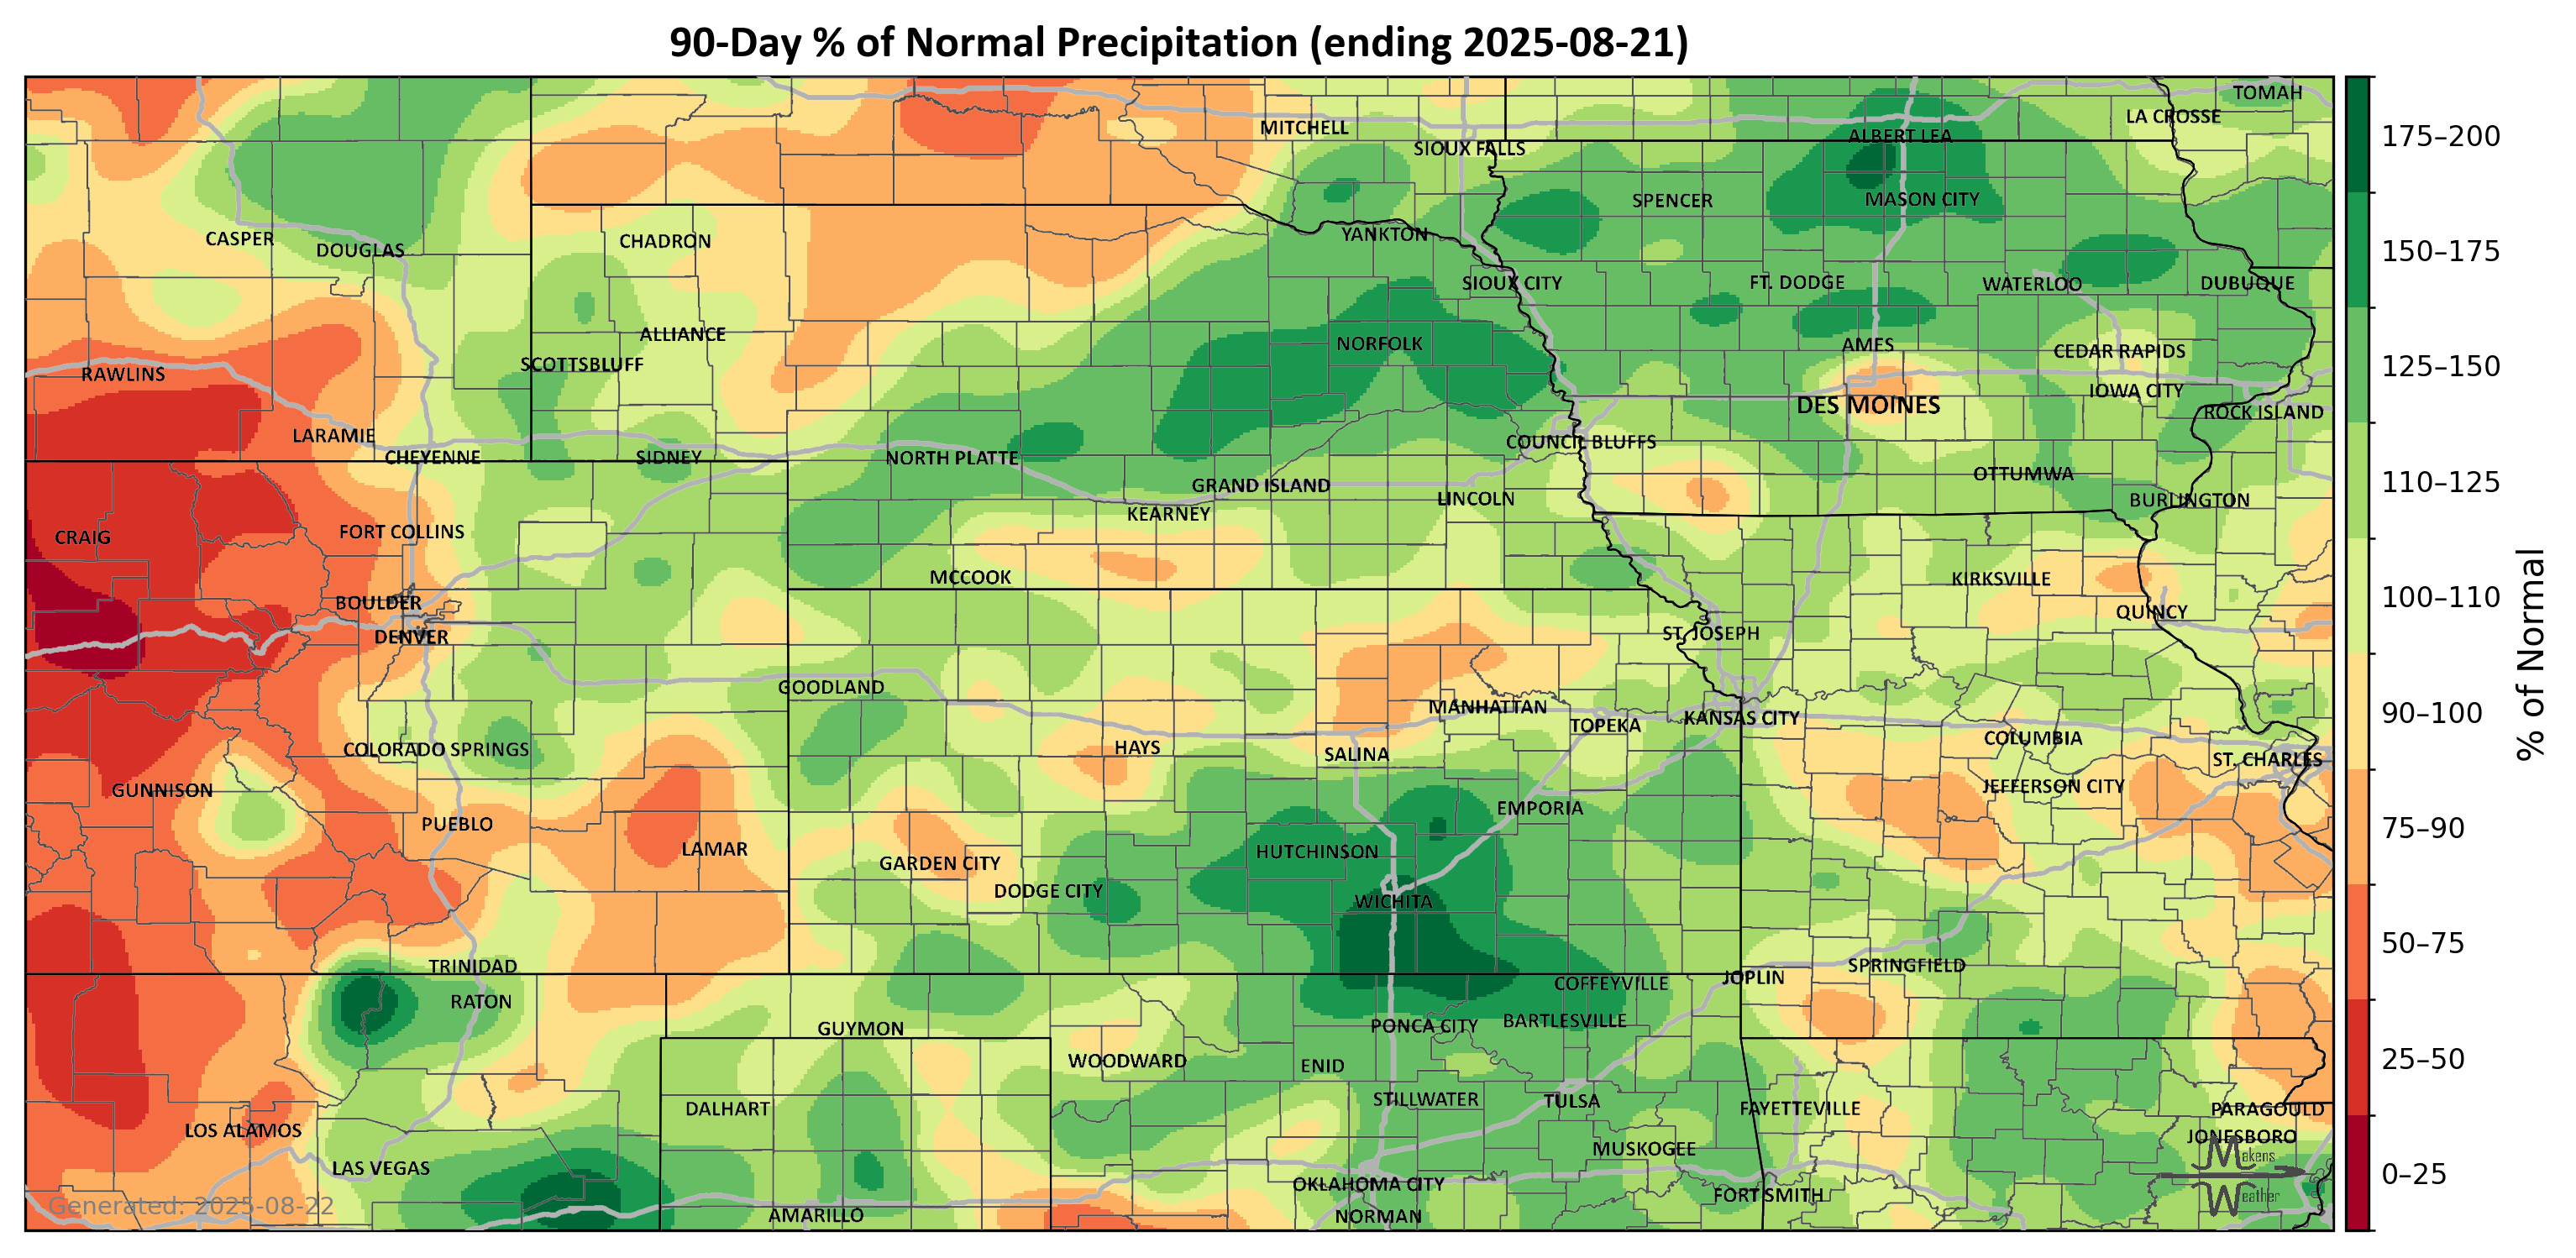 90-Day % of Normal Precipitation (ending 2025-08-21)
TOMAH
LA CROSSE
MITCHELL
ALBERT LEA
SIOUX FALLS
SPENCER
MASON CITY
CASPER
DOUGLAS
CHADRON
YANKTON
SIOUX CITY
FT. DODGE
WATERLOO
DUBUQUE
ALLIANCE
NORFOLK
AMES
CEDAR RAPIDS
SCOTTSBLUFF
RAWLINS
IOWA CITY
DES MOINES
ROCK ISLAND
LARAMIE
COUNCIL BLUFFS
CHEYENNE
SIDNEY
NORTH PLATTE
OTTUMWA
GRAND ISLAND
LINCOLN
BURLINGTON
KEARNEY
CRAIG
FORT COLLINS
MCCOOK
KIRKSVILLE
BOULDER
QUINCY
DENVER
ST. JOSEPH
GOODLAND
MANHATTAN
TOPEKA
KANSAS CITY
COLUMBIA
COLORADO SPRINGS
HAYS
SALINA
ST. CHARLES
GUNNISON
JEFFERSON CITY
EMPORIA
PUEBLO
LAMAR
HUTCHINSON
GARDEN CITY
DODGE CITY
WICHITA
TRINIDAD
SPRINGFIELD
JOPLIN
COFFEYVILLE
RATON
GUYMON
PONCA CITY
BARTLESVILLE
WOODWARD
ENID
STILLWATER
TULSA
DALHART
FAYETTEVILLE
PARAGOULD
LOS ALAMOS
JONESBORO
MUSKOGEE
LAS VEGAS
OKLAHOMA CITY
FORT SMITH
AMARILLO
NORMAN
Makens
Weather
Generated: 2025-08-22
175–200
150–175
125–150
110–125
100–110
90–100
75–90
50–75
25–50
0–25
% of Normal